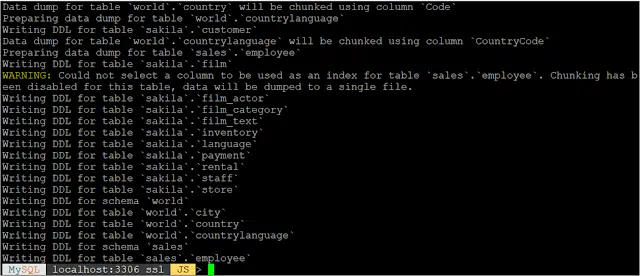 Data dump for table `world`.`country` will be chunked using column `Code`
Preparing data dump for table `world`.`countrylanguage`
Writing DDL for table `sakila`.`customer`
Data dump for table `world`.`countrylanguage` will be chunked using column `CountryCode`
Preparing data dump for table `sales`.`employee`
Writing DDL for table `sakila`.`film`
WARNING: Could not select a column to be used as an index for table `sales`.`employee`. Chunking has b
een disabled for this table, data will be dumped to a single file.
Writing DDL for table `sakila`.`film_actor`
Writing DDL for table `sakila`.`film_category`
Writing DDL for table `sakila`.`film_text`
Writing DDL for table `sakila`.`inventory`
Writing DDL for table `sakila`.`language`
Writing DDL for table `sakila`.`payment`
Writing DDL for table `sakila`.`rental`
Writing DDL for table `sakila`.`staff`
Writing DDL for table `sakila`.`store`
Writing DDL for schema `world`
Writing DDL for table `world`.`city`
Writing DDL for table `world`.`country`
Writing DDL for table `world`.`countrylanguage`
Writing DDL for schema `sales`
Writing DDL for table `sales`.`employee`
MySQL localhost:3306 ssl JS >